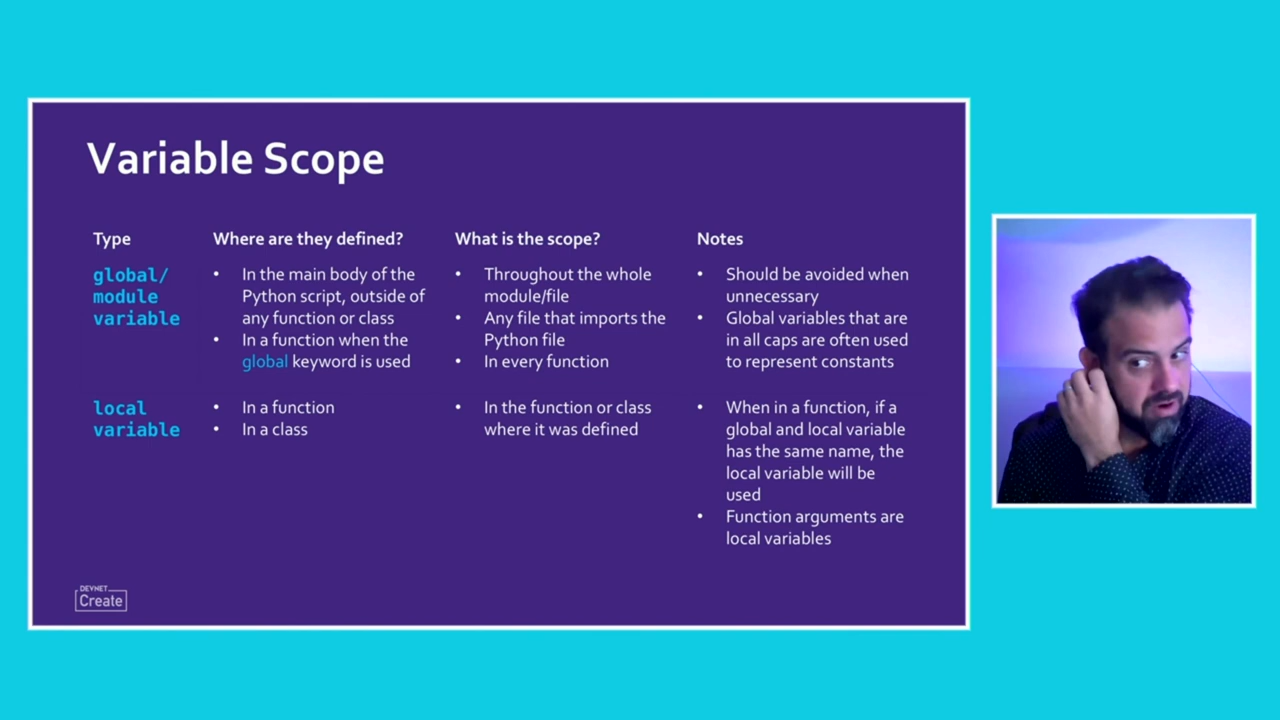 Variable Scope
Type
Where are they defined?
What is the scope?
Notes
global/
module
variable
• In the main body of the
Python script, outside of
any function or class
• In a function when the
global keyword is used
• Throughout the whole
module/file
• Any file that imports the
Python file
• In every function
• Should be avoided when
unnecessary
• Global variables that are
in all caps are often used
to represent constants
local
variable
• In a function
• In a class
• In the function or class
where it was defined
• When in a function, if a
global and local variable
has the same name, the
local variable will be
used
• Function arguments are
local variables
DEVNET
Create